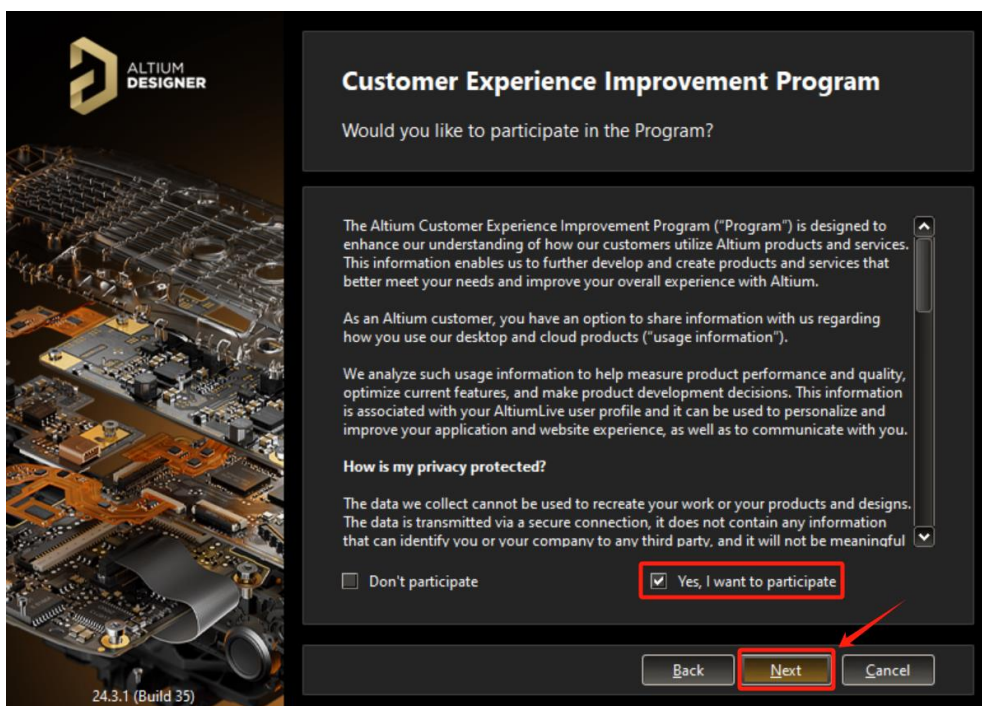 ALTIUM
DESIGNER
Customer Experience Improvement Program
Would you like to participate in the Program?
The Altium Customer Experience Improvement Program (“Program”) is designed to
enhance our understanding of how our customers utilize Altium products and services.
This information enables us to further develop and create products and services that
better meet your needs and improve your overall experience with Altium.
As an Altium customer, you have an option to share information with us regarding
how you use our desktop and cloud products (“usage information”).
We analyze such usage information to help measure product performance and quality,
optimize current features, and make product development decisions. This information
is associated with your AltiumLive user profile and it can be used to personalize and
improve your application and website experience, as well as to communicate with you.
How is my privacy protected?
The data we collect cannot be used to recreate your work or your products and designs.
The data is transmitted via a secure connection, it does not contain any information
that can identify you or your company to any third party, and it will not be meaningful
Don't participate
Yes, I want to participate
Back
Next
Cancel
24.3.1 (Build 35)